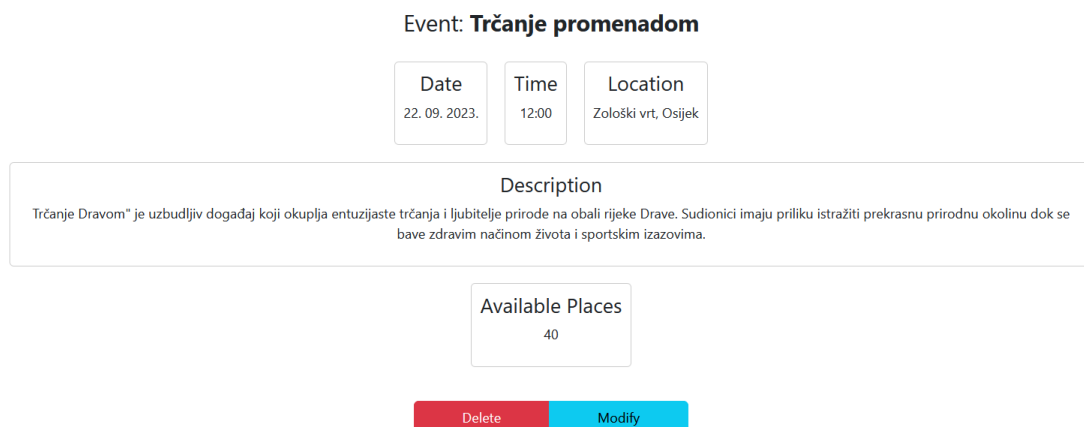 Event: Trčanje promenadom
Date
Time
Location
22. 09. 2023.
12:00
Zološki vrt, Osijek
Description
Trčanje Dravom" je uzbudljiv događaj koji okuplja entuzijaste trčanja i ljubitelje prirode na obali rijeke Drave. Sudionici imaju priliku istražiti prekrasnu prirodnu okolinu dok se
bave zdravim načinom života i sportskim izazovima.
Available Places
40
Delete
Modify